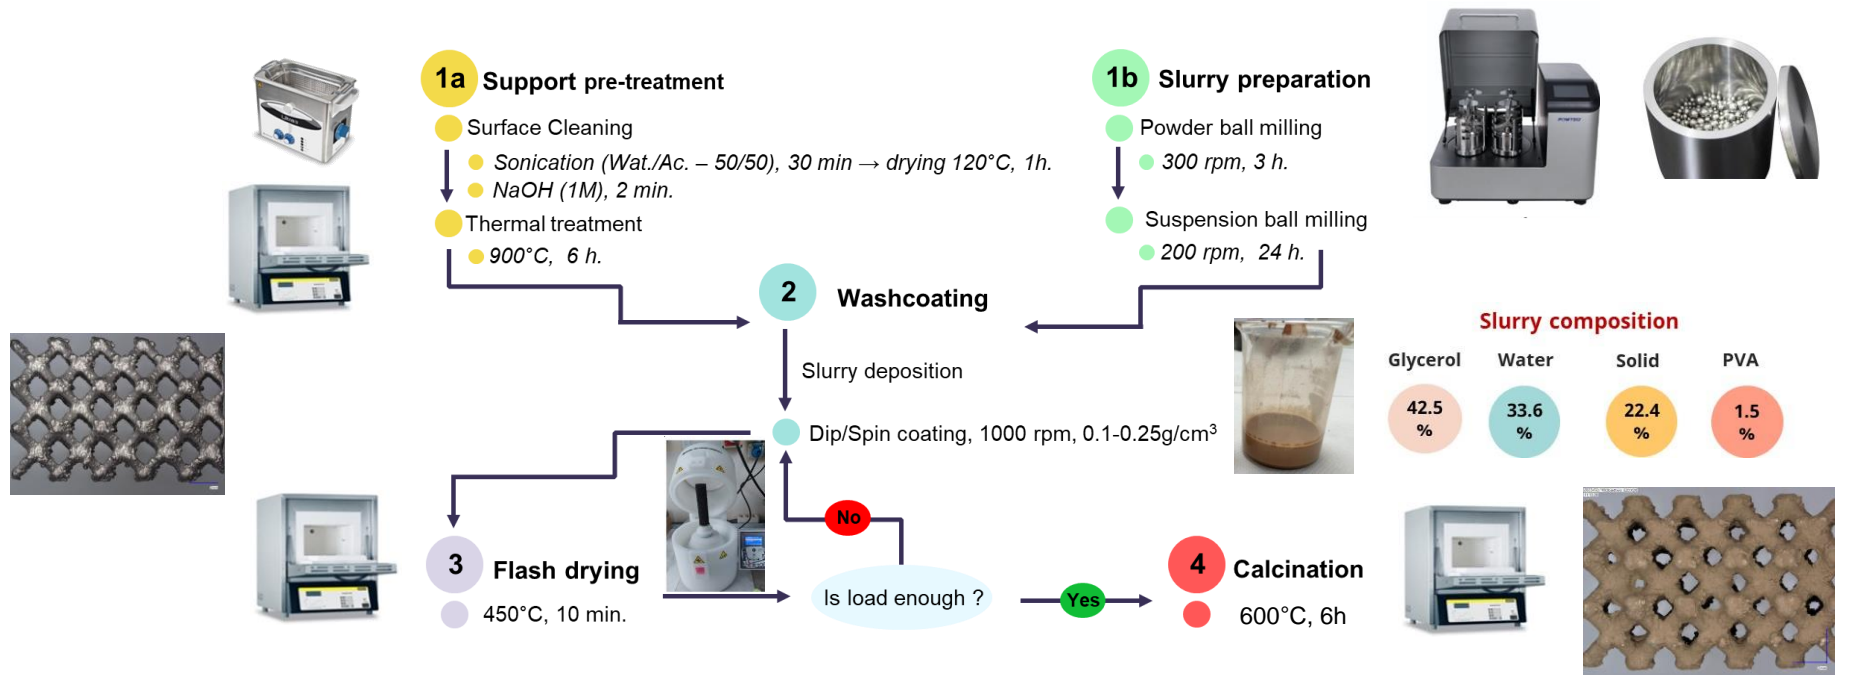 1a
Support pre-treatment
Surface Cleaning
Sonication (Wat./Ac. – 50/50), 30 min → drying 120°C, 1h.
NaOH (1M), 2 min.
Thermal treatment
900°C, 6 h.
1b
Slurry preparation
Powder ball milling
300 rpm, 3 h.
Suspension ball milling
200 rpm, 24 h.
2
Washcoating
Slurry deposition
Dip/Spin coating, 1000 rpm, 0.1-0.25g/cm³
Slurry composition
Glycerol
Water
Solid
PVA
42.5
%
33.6
%
22.4
%
1.5
%
3
Flash drying
450°C, 10 min.
Is load enough ?
No
Yes
4
Calcination
600°C, 6h